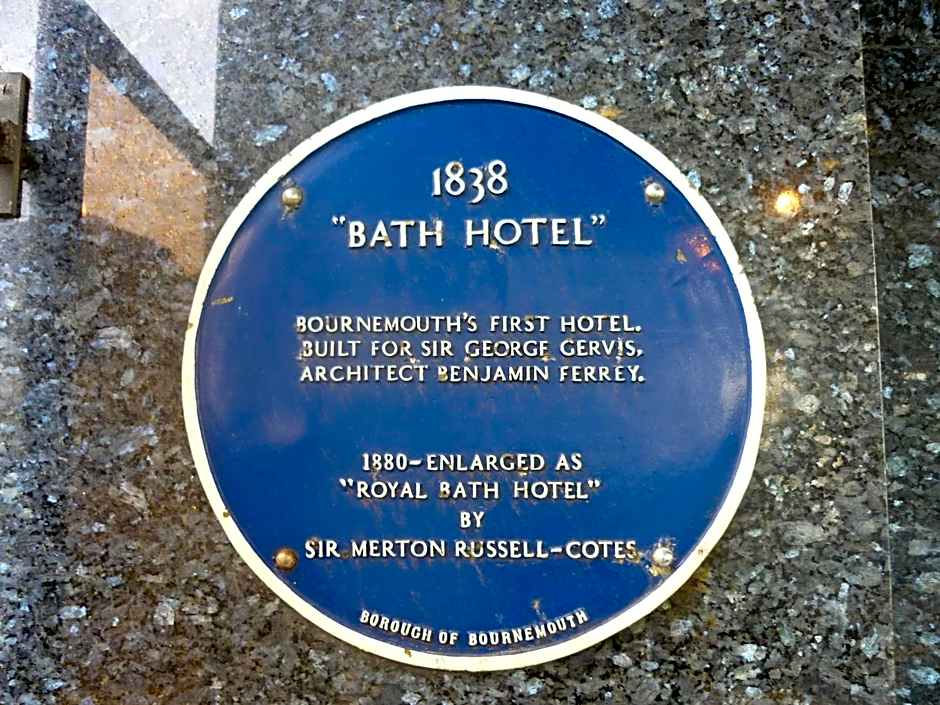 1838
"BATH HOTEL"
BOURNEMOUTH'S FIRST HOTEL.
BUILT FOR SIR GEORGE GERVIS,
ARCHITECT BENJAMIN FERREY.
1880-ENLARGED AS
"ROYAL BATH HOTEL"
BY
SIR MERTON RUSSELL-COTES
BOROUGH OF BOURNEMOUTH